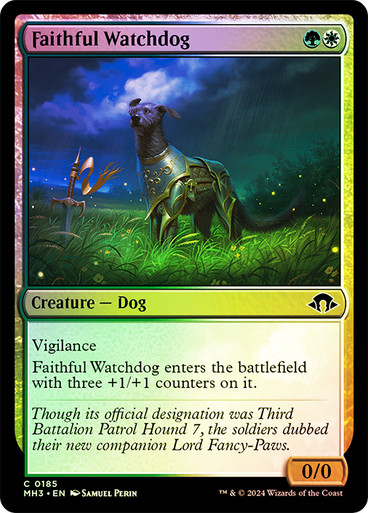 Faithful Watchdog
Creature — Dog
Vigilance
Faithful Watchdog enters the battlefield
with three +1/+1 counters on it.
Though its official designation was Third
Battalion Patrol Hound 7, the soldiers dubbed
their new companion Lord Fancy-Paws.
0/0
C 0185
MH3 • EN Samuel Perin
™ & © 2024 Wizards of the Coast